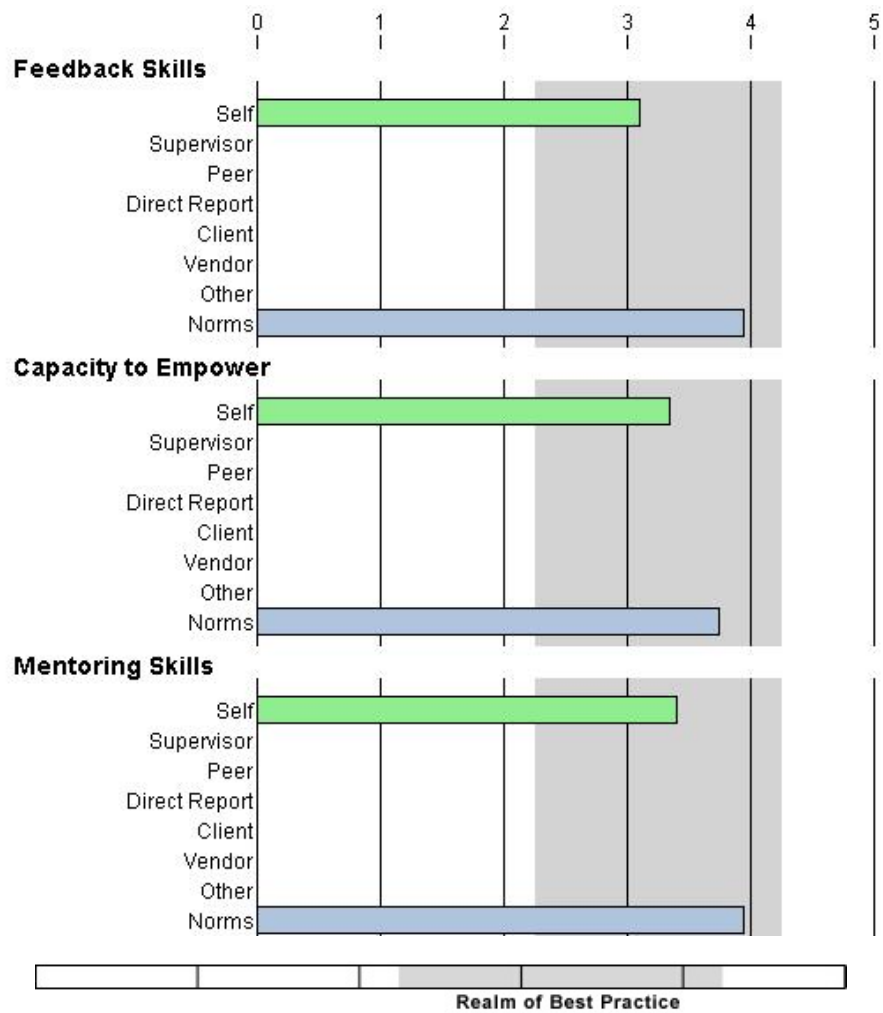 0 1 2 3 4 5
Feedback Skills
Self
Supervisor
Peer
Direct Report
Client
Vendor
Other
Norms
Capacity to Empower
Self
Supervisor
Peer
Direct Report
Client
Vendor
Other
Norms
Mentoring Skills
Self
Supervisor
Peer
Direct Report
Client
Vendor
Other
Norms
Realm of Best Practice